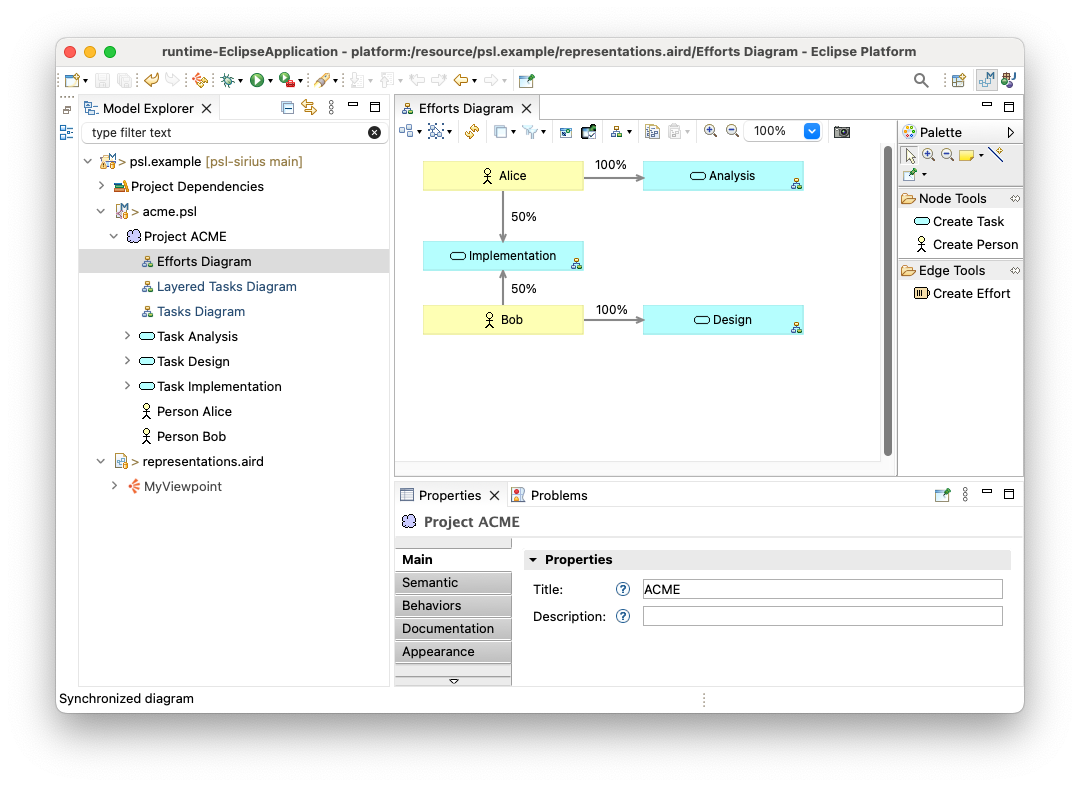 runtime-EclipseApplication - platform:/resource/psl.example/representations.aird/Efforts Diagram - Eclipse Platform
Model Explorer
type filter text
> psl.example [psl-sirius main]
Project Dependencies
> acme.psl
Project ACME
Efforts Diagram
Layered Tasks Diagram
Tasks Diagram
Task Analysis
Task Design
Task Implementation
Person Alice
Person Bob
> representations.aird
MyViewpoint
Efforts Diagram
100%
Alice
100%
Analysis
50%
Implementation
50%
Bob
100%
Design
Palette
Node Tools
Create Task
Create Person
Edge Tools
Create Effort
Properties
Problems
Project ACME
Main
Semantic
Behaviors
Documentation
Appearance
Properties
Title: ACME
Description:
Synchronized diagram